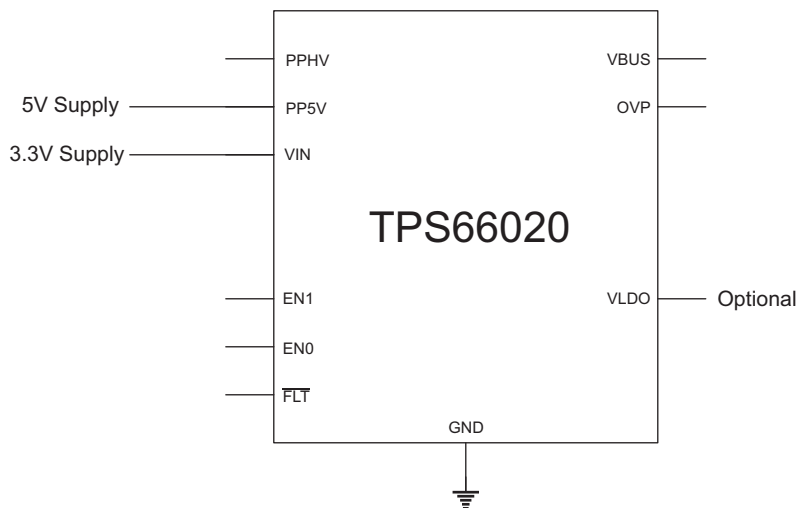 PPHV
VBUS
5V Supply
PP5V
OVP
3.3V Supply
VIN
TPS66020
EN1
VLDO
Optional
EN0
FLT
GND